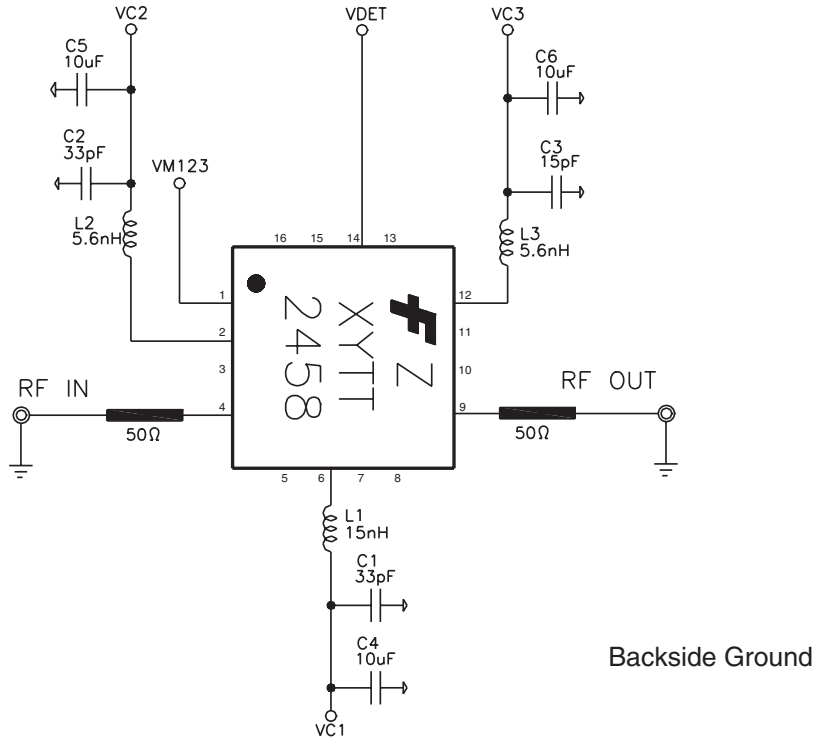 VC2
VDET
VC3
C5
10uF
C6
10uF
C2
33pF
VM123
C3
15pF
L2
5.6nH
L3
5.6nH
16 15 14 13
1
2
3
4
12
11
10
9
Z
XYTT
2458
RF IN
50Ω
RF OUT
50Ω
5 6 7 8
L1
15nH
C1
33pF
C4
10uF
VC1
Backside Ground